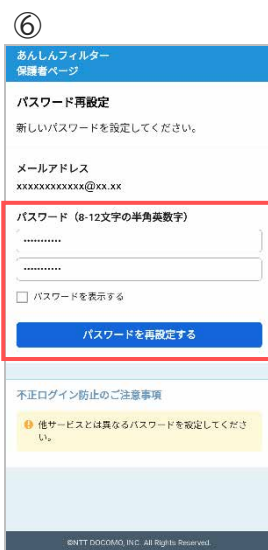 ⑥
あんしんフィルター
保護者ページ
パスワード再設定
新しいパスワードを設定してください。
メールアドレス
xxxxxxxxxxxx@xx.xx
パスワード（8-12文字の半角英数字）
•••••••••••
•••••••••••
パスワードを表示する
パスワードを再設定する
不正ログイン防止のご注意事項
他サービスとは異なるパスワードを設定してくださ
い。
©NTT DOCOMO, INC. All Rights Reserved.